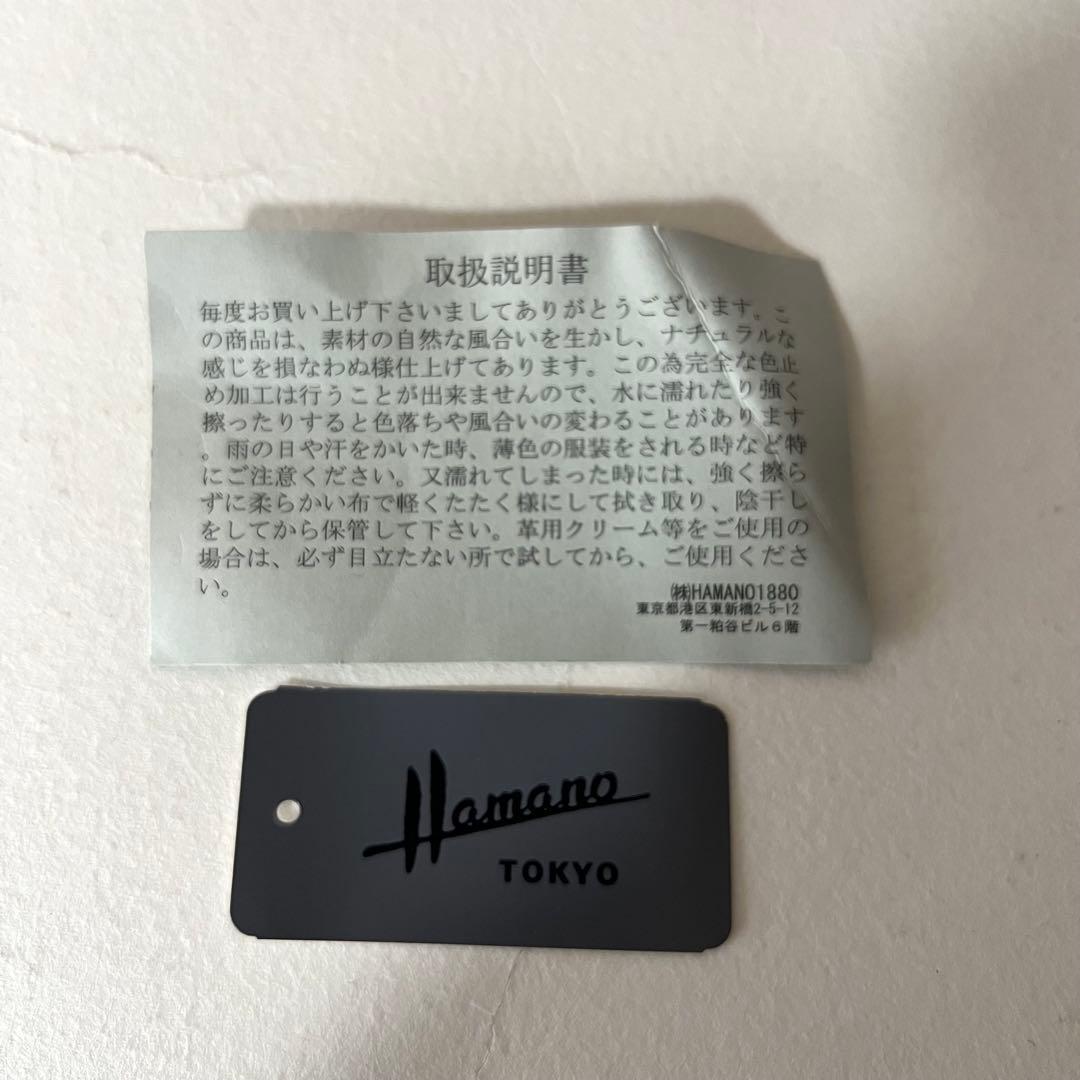 取扱説明書
毎度お買い上げ下さいましてありがとうございます。こ
の商品は、素材の自然な風合いを生かし、ナチュラルな
感じを損なわぬ様仕上げてあります。この為完全な色止
め加工は行うことが出来ませんので、水に濡れたり強く
擦ったりすると色落ちや風合いの変わることがあります
。雨の日や汗をかいた時、薄色の服装をされる時など特
にご注意ください。又濡れてしまった時には、強く擦ら
ずに柔らかい布で軽くたたく様にして拭き取り、陰干し
をしてから保管して下さい。革用クリーム等をご使用の
場合は、必ず目立たない所で試してから、ご使用くださ
い。
㈱HAMANO1880
東京都港区東新橋2-5-12
第一粕谷ビル6階
Hamano
TOKYO